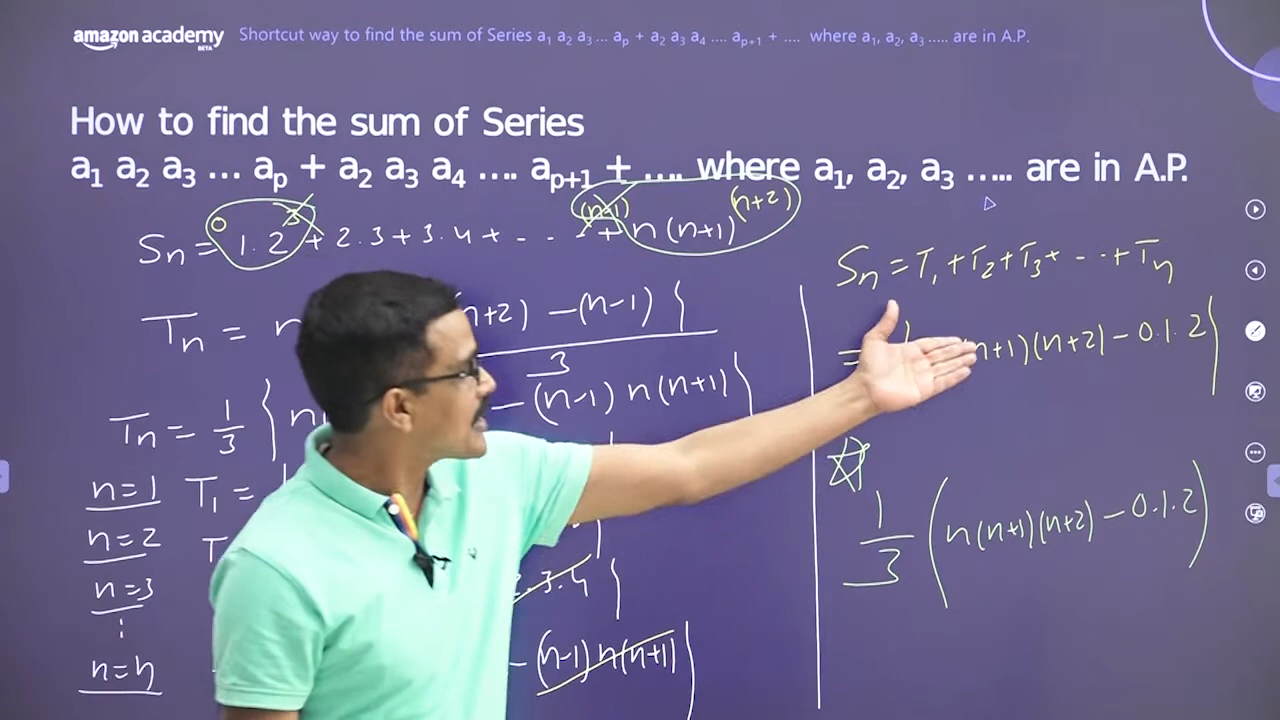 amazon academy
BETA
Shortcut way to find the sum of Series a₁ a₂ a₃ ... aₚ + a₂ a₃ a₄ .... aₚ₊₁ + .... where a₁, a₂, a₃ ..... are in A.P.
How to find the sum of Series
a₁ a₂ a₃ ... aₚ + a₂ a₃ a₄ .... aₚ₊₁ + .... where a₁, a₂, a₃ ..... are in A.P.
0 3 (n-1) (n+2)
Sn = 1.2 + 2.3 + 3.4 + - - - - + n(n+1)
Tn = n n+2) - (n-1) }
3
Tn = 1/3 { n - (n-1) n(n+1) }
n=1 T₁ =
n=2 T
n=3 .3.4 }
⋮
n=n - (n-1) n(n+1) }
Sn = T₁ + T₂ + T₃ + - - - + Tn
= n+1)(n+2) - 0.1.2 }
1/3 (n(n+1)(n+2) - 0.1.2)